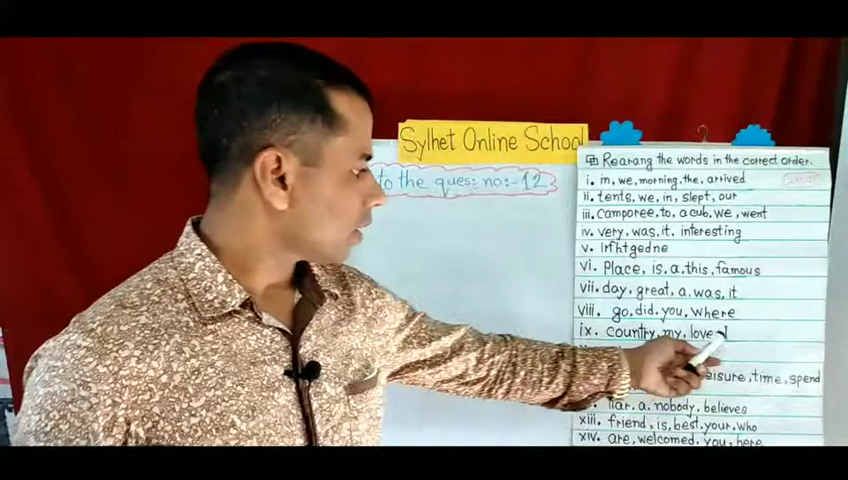 Sylhet Online School
to the ques no:-12
Rearang the words in the correct order.
i. in, we, morning, the, arrived
ii. tents, we, in, slept, our
iii. Camporee, to, a cub, we, went
iv. very, was, it. interesting
vi. Place, is, a, this, famous
vii. day, great, a, was, it
viii. go, did, you, where
ix. country, my, love,
leisure, time, spend
liar, a, nobody, believes
xiii. friend, is, best, your, who
xiv. are, welcomed, you, here